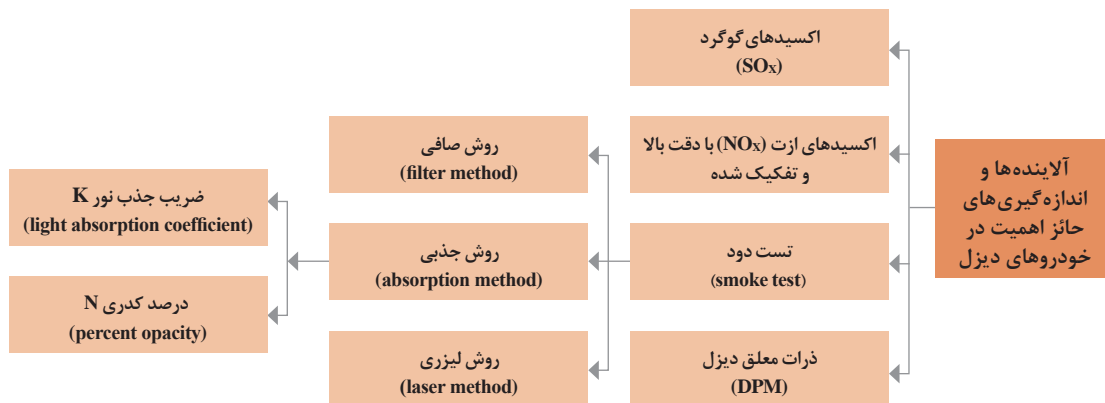 آلاینده‌ها و
اندازه‌گیری‌های
حائز اهمیت در
خودروهای دیزل
اکسیدهای گوگرد
(SOx)
اکسیدهای ازت (NOx) با دقت بالا
و تفکیک شده
تست دود
(smoke test)
ذرات معلق دیزل
(DPM)
روش صافی
(filter method)
روش جذبی
(absorption method)
روش لیزری
(laser method)
ضریب جذب نور K
(light absorption coefficient)
درصد کدری N
(percent opacity)